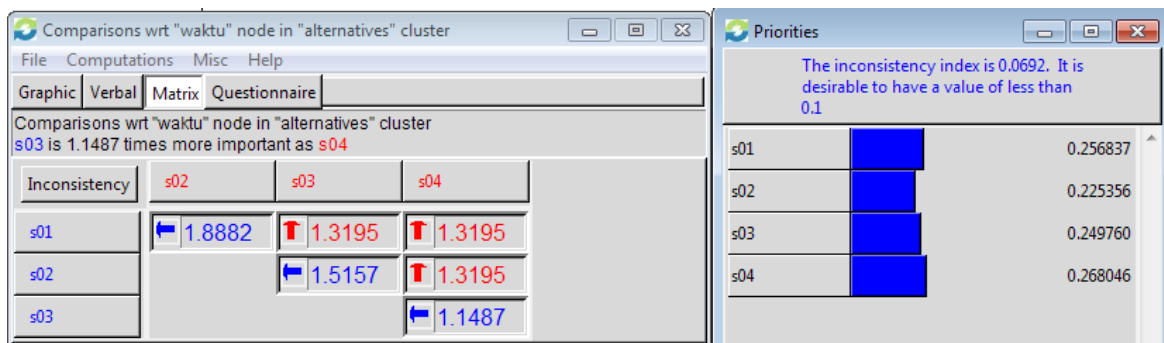 Comparisons wrt "waktu" node in "alternatives" cluster
File Computations Misc Help
Graphic Verbal Matrix Questionnaire
Comparisons wrt "waktu" node in "alternatives" cluster
s03 is 1.1487 times more important as s04
Inconsistency s02 s03 s04
s01 1.8882 1.3195 1.3195
s02 1.5157 1.3195
s03 1.1487
Priorities
The inconsistency index is 0.0692. It is
desirable to have a value of less than
0.1
s01 0.256837
s02 0.225356
s03 0.249760
s04 0.268046